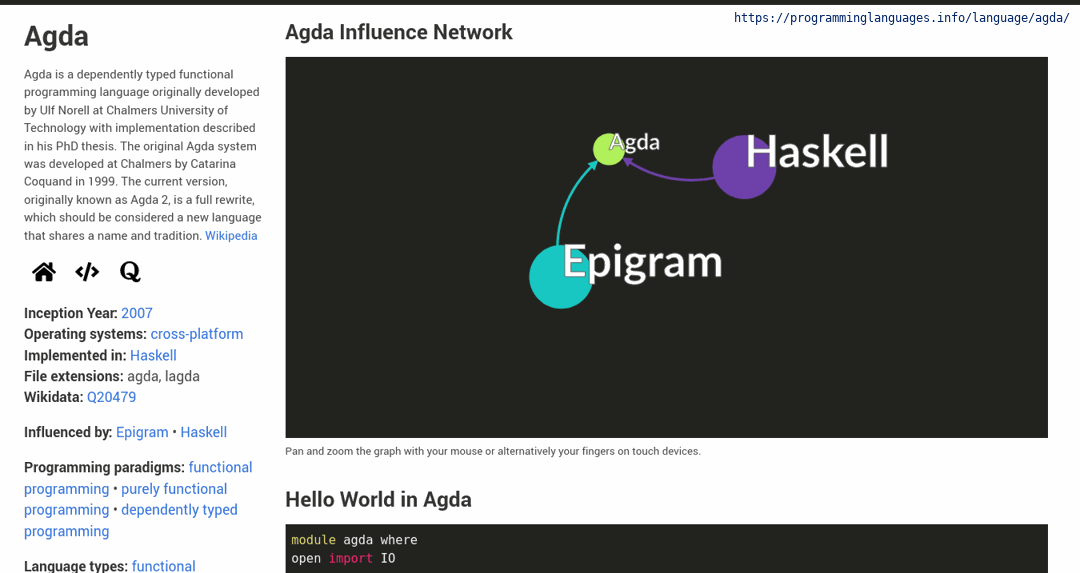 https://programminglanguages.info/language/agda/
Agda
Agda is a dependently typed functional
programming language originally developed
by Ulf Norell at Chalmers University of
Technology with implementation described
in his PhD thesis. The original Agda system
was developed at Chalmers by Catarina
Coquand in 1999. The current version,
originally known as Agda 2, is a full rewrite,
which should be considered a new language
that shares a name and tradition. Wikipedia
Inception Year: 2007
Operating systems: cross-platform
Implemented in: Haskell
File extensions: agda, lagda
Wikidata: Q20479
Influenced by: Epigram • Haskell
Programming paradigms: functional
programming • purely functional
programming • dependently typed
programming
Language types: functional
Agda Influence Network
Agda
Haskell
Epigram
Pan and zoom the graph with your mouse or alternatively your fingers on touch devices.
Hello World in Agda
module agda where
open import IO